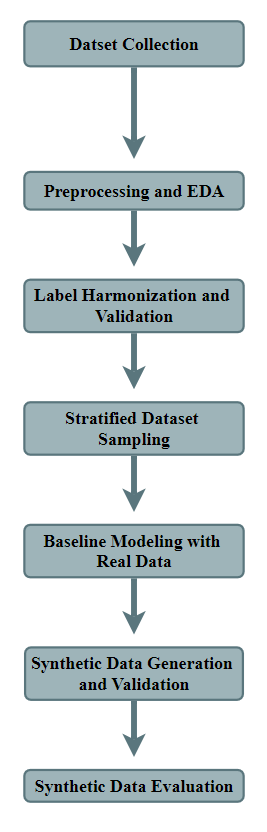 Datset Collection
Preprocessing and EDA
Label Harmonization and
Validation
Stratified Dataset
Sampling
Baseline Modeling with
Real Data
Synthetic Data Generation
and Validation
Synthetic Data Evaluation